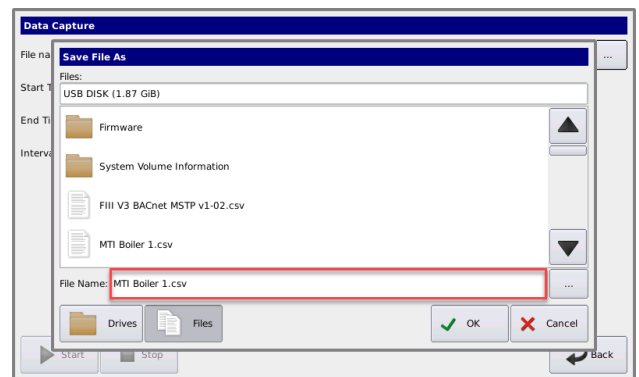 Data Capture
File na
...
Save File As
Files:
Start T
USB DISK (1.87 GiB)
End Ti
Firmware
Interva
System Volume Information
FIII V3 BACnet MSTP v1-02.csv
MTI Boiler 1.csv
File Name: MTI Boiler 1.csv
...
Drives
Files
OK
Cancel
Start
Stop
Back